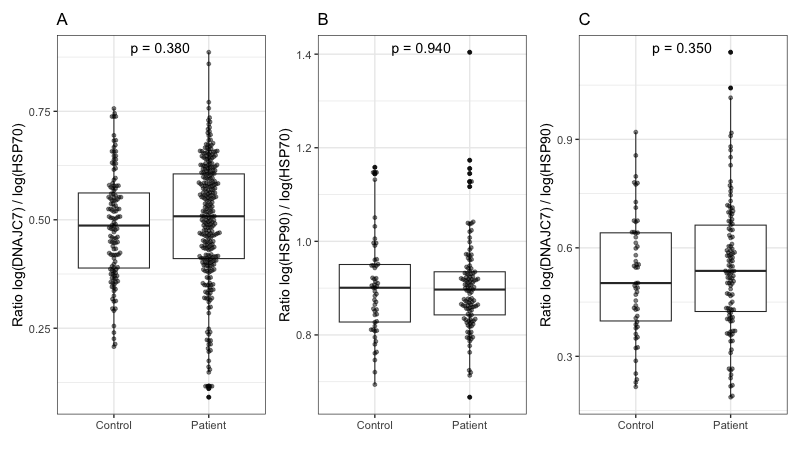 A
p = 0.380
Ratio log(DNAJC7) / log(HSP70)
0.75
0.50
0.25
Control
Patient
B
p = 0.940
Ratio log(HSP90) / log(HSP70)
1.4
1.2
1.0
0.8
Control
Patient
C
p = 0.350
Ratio log(DNAJC7) / log(HSP90)
0.9
0.6
0.3
Control
Patient